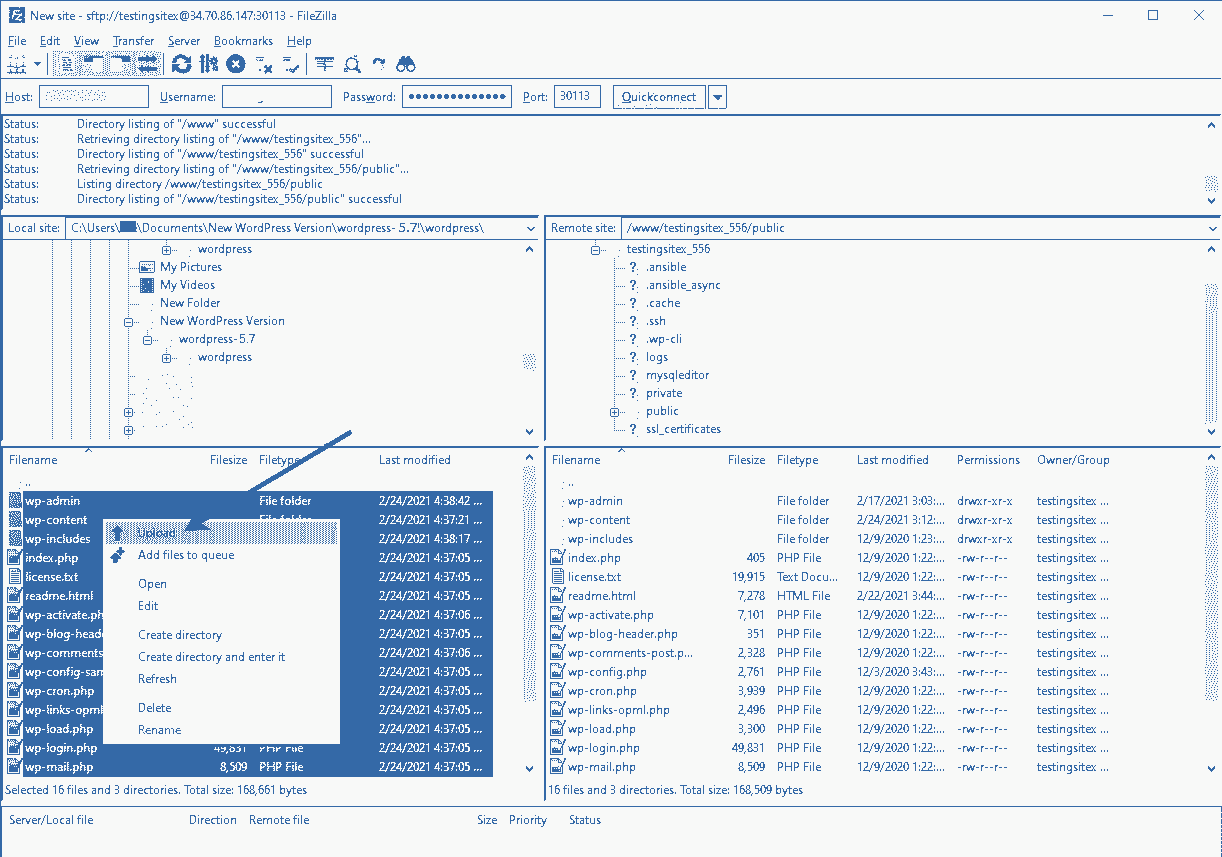 New site - sftp://testingsitex@34.70.86.147:30113 - FileZilla
File Edit View Transfer Server Bookmarks Help
Host: Username: Password: ●●●●●●●●●●●●●● Port: 30113 Quickconnect
Status: Directory listing of "/www" successful
Status: Retrieving directory listing of "/www/testingsitex_556"...
Status: Directory listing of "/www/testingsitex_556" successful
Status: Retrieving directory listing of "/www/testingsitex_556/public"...
Status: Listing directory /www/testingsitex_556/public
Status: Directory listing of "/www/testingsitex_556/public" successful
Local site: C:\Users\ \Documents\New WordPress Version\wordpress- 5.7!\wordpress\
wordpress
My Pictures
My Videos
New Folder
New WordPress Version
wordpress-5.7
wordpress
Remote site: /www/testingsitex_556/public
testingsitex_556
? .ansible
? .ansible_async
? .cache
? .ssh
? .wp-cli
? logs
? mysqleditor
? private
public
? ssl_certificates
Filename Filesize Filetype Last modified
..
wp-admin File folder 2/24/2021 4:38:42 ...
wp-content File folder 2/24/2021 4:37:21 ...
wp-includes 2/24/2021 4:38:17 ...
index.php 2/24/2021 4:37:05 ...
license.txt 2/24/2021 4:37:05 ...
readme.html 2/24/2021 4:37:05 ...
wp-activate.ph 2/24/2021 4:37:06 ...
wp-blog-heade 2/24/2021 4:37:05 ...
wp-comments 2/24/2021 4:37:06 ...
wp-config-sam 2/24/2021 4:37:05 ...
wp-cron.php 2/24/2021 4:37:05 ...
wp-links-opml 2/24/2021 4:37:05 ...
wp-load.php 2/24/2021 4:37:05 ...
wp-login.php 49,831 PHP File 2/24/2021 4:37:05 ...
wp-mail.php 8,509 PHP File 2/24/2021 4:37:05 ...
Upload
Add files to queue
Open
Edit
Create directory
Create directory and enter it
Refresh
Delete
Rename
Selected 16 files and 3 directories. Total size: 168,661 bytes
Filename Filesize Filetype Last modified Permissions Owner/Group
..
wp-admin File folder 2/17/2021 3:03:... drwxr-xr-x testingsitex ...
wp-content File folder 2/24/2021 3:12:... drwxr-xr-x testingsitex ...
wp-includes File folder 12/9/2020 1:23:... drwxr-xr-x testingsitex ...
index.php 405 PHP File 12/9/2020 1:22:... -rw-r--r-- testingsitex ...
license.txt 19,915 Text Docu... 12/9/2020 1:22:... -rw-r--r-- testingsitex ...
readme.html 7,278 HTML File 2/22/2021 3:44:... -rw-r--r-- testingsitex ...
wp-activate.php 7,101 PHP File 12/9/2020 1:22:... -rw-r--r-- testingsitex ...
wp-blog-header.php 351 PHP File 12/9/2020 1:22:... -rw-r--r-- testingsitex ...
wp-comments-post.p... 2,328 PHP File 12/9/2020 1:22:... -rw-r--r-- testingsitex ...
wp-config.php 2,761 PHP File 12/3/2020 3:43:... -rw-r--r-- testingsitex ...
wp-cron.php 3,939 PHP File 12/9/2020 1:22:... -rw-r--r-- testingsitex ...
wp-links-opml.php 2,496 PHP File 12/9/2020 1:22:... -rw-r--r-- testingsitex ...
wp-load.php 3,300 PHP File 12/9/2020 1:22:... -rw-r--r-- testingsitex ...
wp-login.php 49,831 PHP File 12/9/2020 1:22:... -rw-r--r-- testingsitex ...
wp-mail.php 8,509 PHP File 12/9/2020 1:22:... -rw-r--r-- testingsitex ...
16 files and 3 directories. Total size: 168,509 bytes
Server/Local file Direction Remote file Size Priority Status